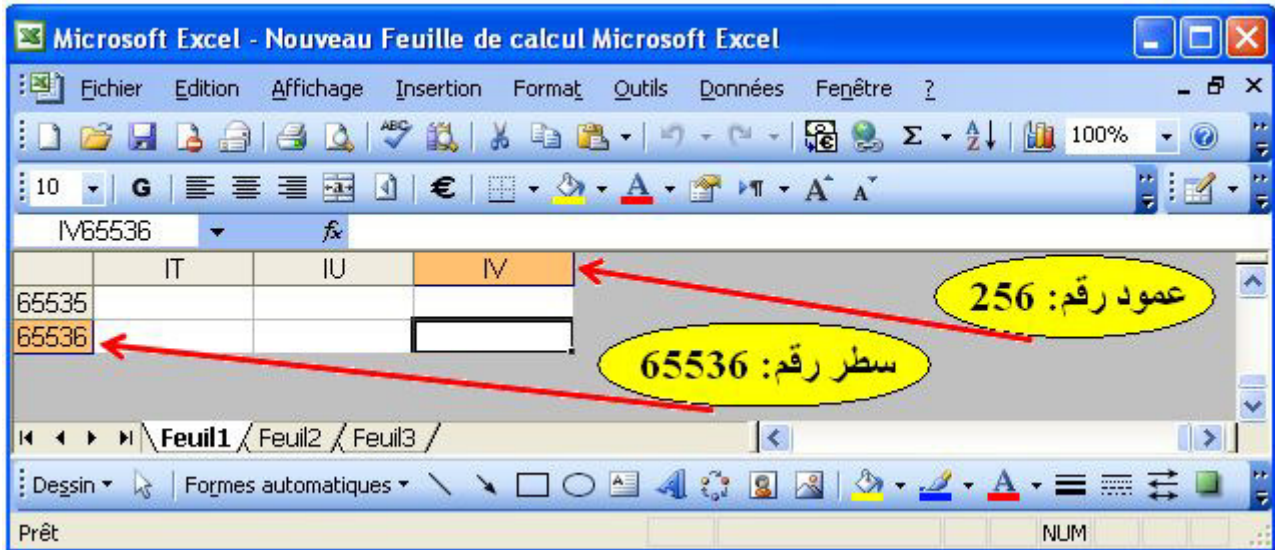 Microsoft Excel - Nouveau Feuille de calcul Microsoft Excel
Fichier Edition Affichage Insertion Format Outils Données Fenêtre ?
ABC Σ A Z 100%
10 G € A A A
IV65536 fx
IT IU IV
65535
65536
عمود رقم: 256
سطر رقم: 65536
Feuil1 Feuil2 Feuil3
Dessin Formes automatiques A A A
Prêt NUM